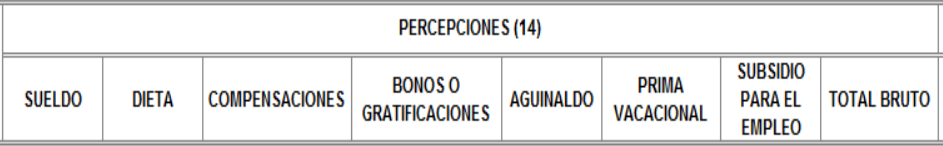 PERCEPCIONES (14)
SUELDO
DIETA
COMPENSACIONES
BONOS O
GRATIFICACIONES
AGUINALDO
PRIMA
VACACIONAL
SUBSIDIO
PARA EL
EMPLEO
TOTAL BRUTO